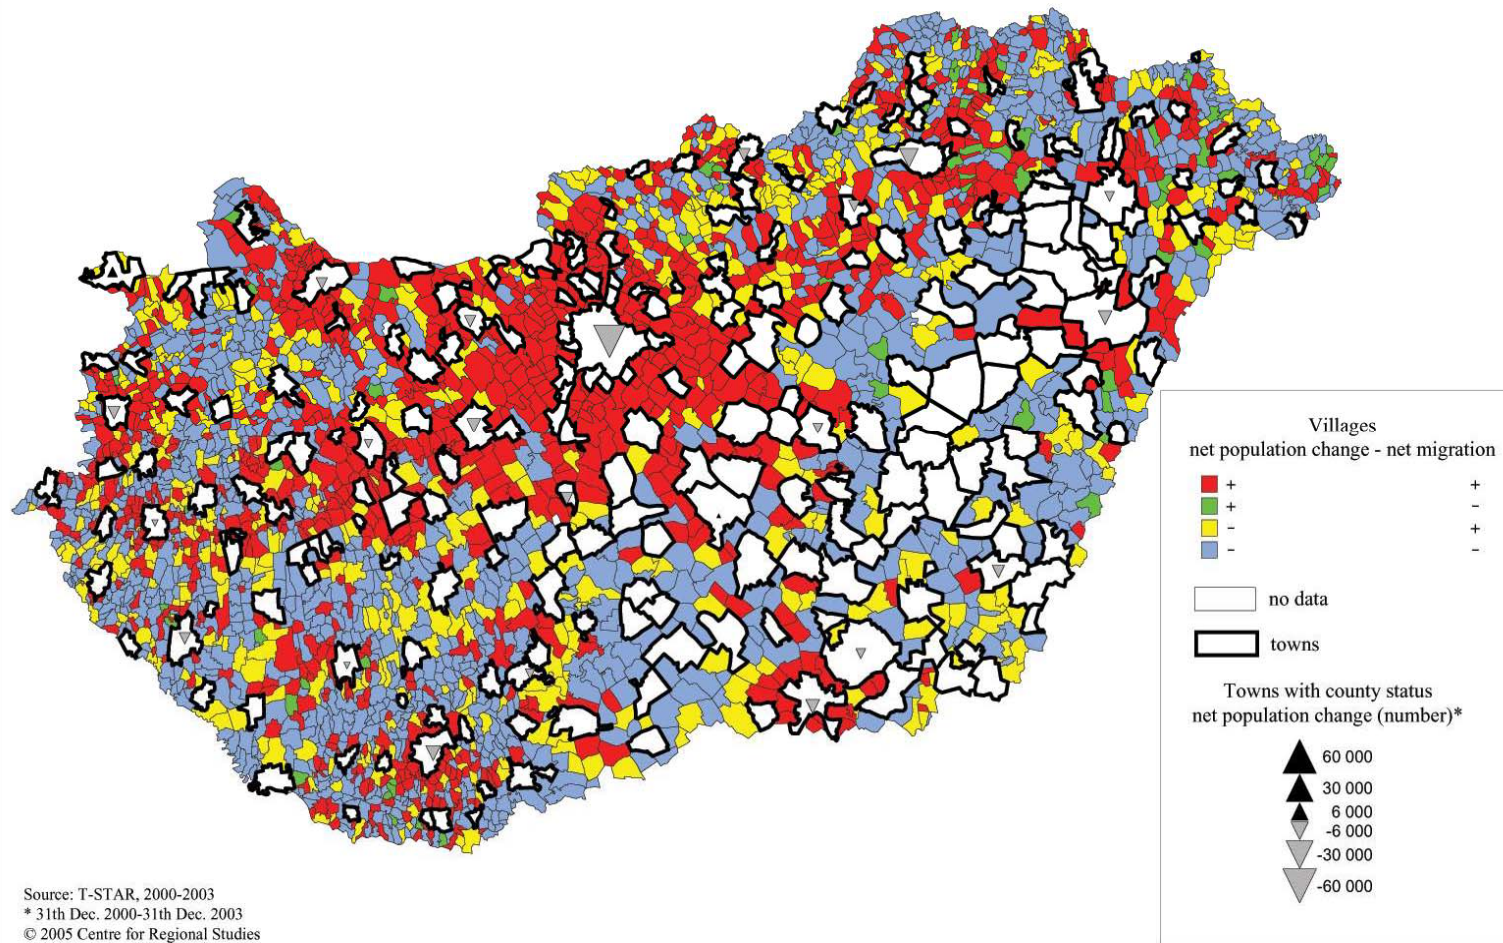 Villages
net population change - net migration
+ +
+ -
- +
- -
no data
towns
Towns with county status
net population change (number)*
60 000
30 000
6 000
-6 000
-30 000
-60 000
Source: T-STAR, 2000-2003
* 31th Dec. 2000-31th Dec. 2003
© 2005 Centre for Regional Studies